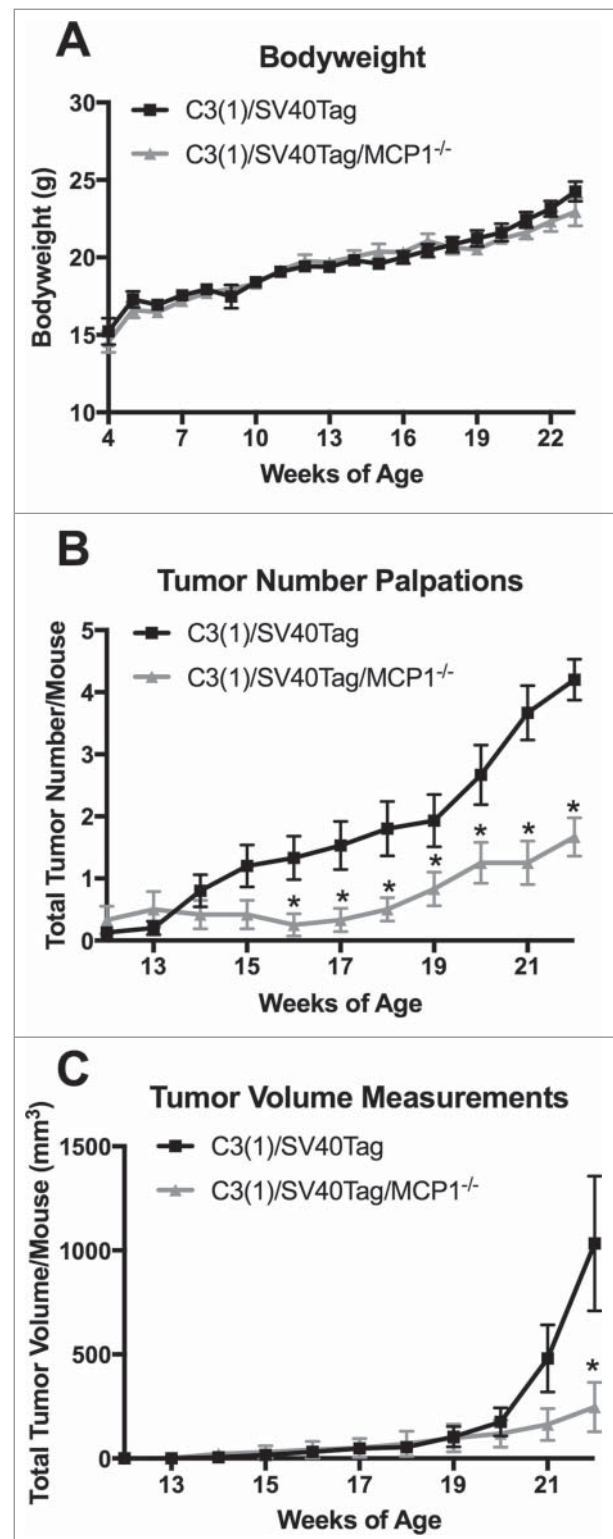 A
Bodyweight
C3(1)/SV40Tag
C3(1)/SV40Tag/MCP1-/-
Bodyweight (g)
30
25
20
15
10
4 7 10 13 16 19 22
Weeks of Age
B
Tumor Number Palpations
C3(1)/SV40Tag
C3(1)/SV40Tag/MCP1-/-
Total Tumor Number/Mouse
5
4
3
2
1
0
* * * * * * *
13 15 17 19 21
Weeks of Age
C
Tumor Volume Measurements
C3(1)/SV40Tag
C3(1)/SV40Tag/MCP1-/-
Total Tumor Volume/Mouse (mm³)
1500
1000
500
0
*
13 15 17 19 21
Weeks of Age